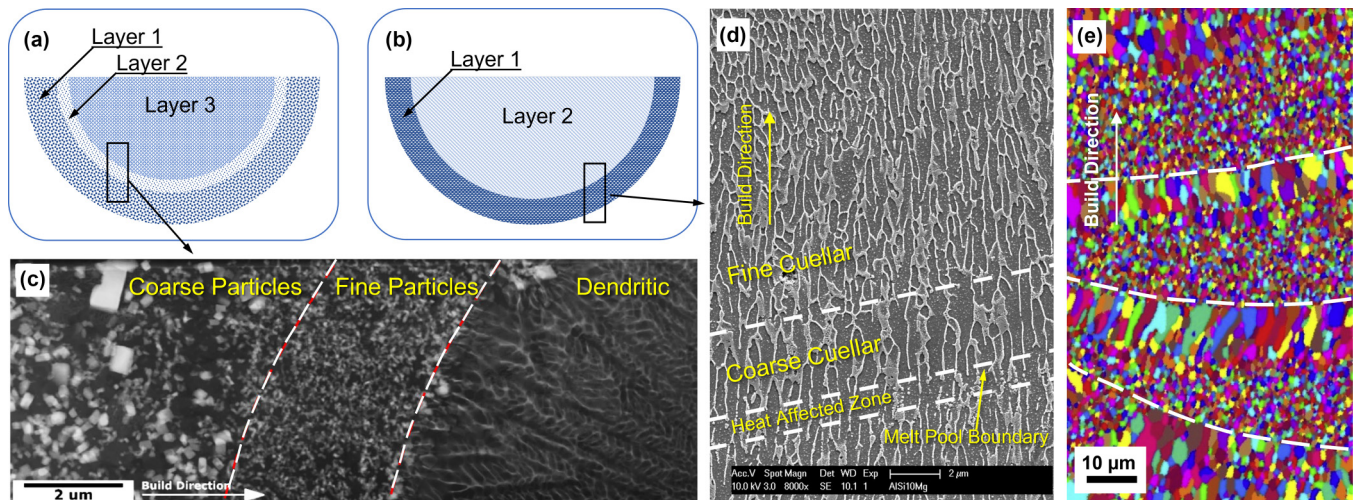 (a)
Layer 1
Layer 2
Layer 3
(b)
Layer 1
Layer 2
(c)
Coarse Particles
Fine Particles
Dendritic
2 um
Build Direction
(d)
Build Direction
Fine Cuellar
Coarse Cuellar
Heat Affected Zone
Melt Pool Boundary
Acc.V Spot Magn Det WD Exp 2 µm
10.0 kV 3.0 8000x SE 10.1 1 AlSi10Mg
(e)
Build Direction
10 µm